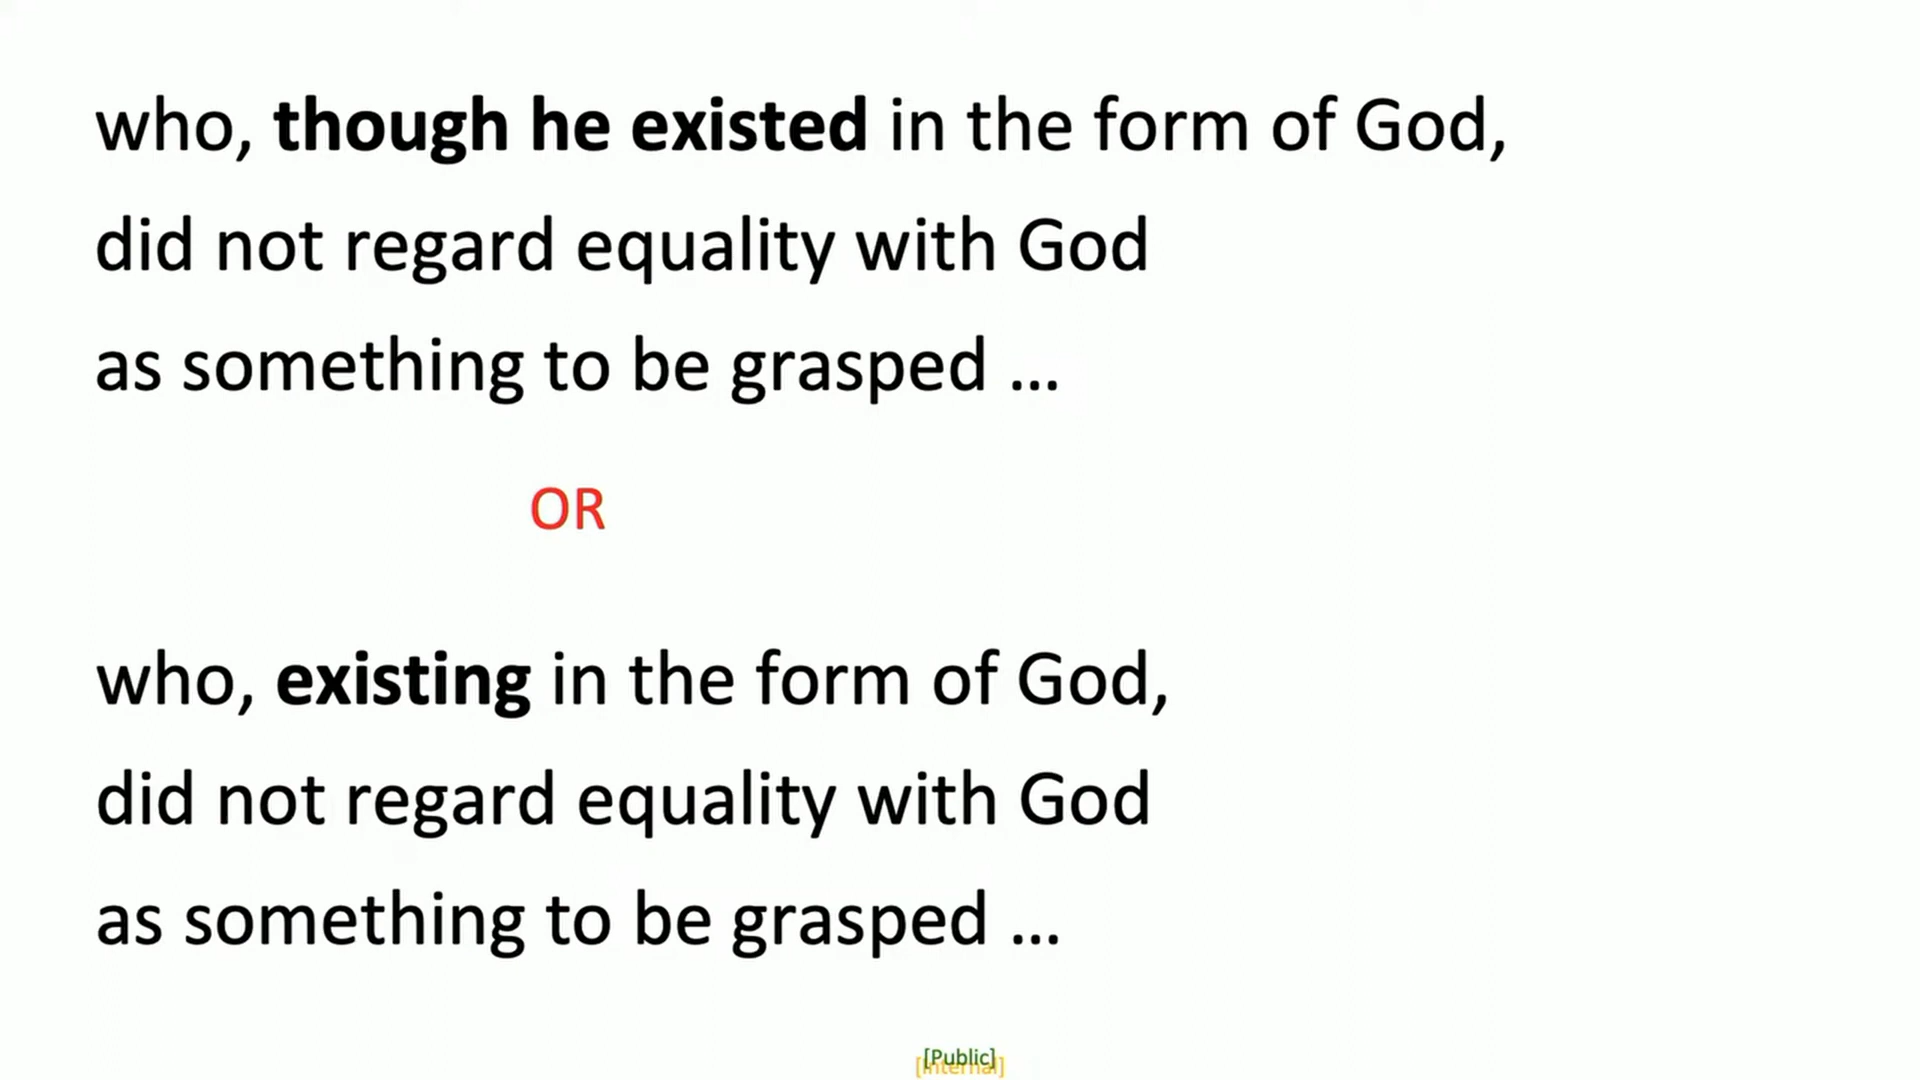 who, though he existed in the form of God,
did not regard equality with God
as something to be grasped ...
OR
who, existing in the form of God,
did not regard equality with God
as something to be grasped ...
[Public]
[Internal]